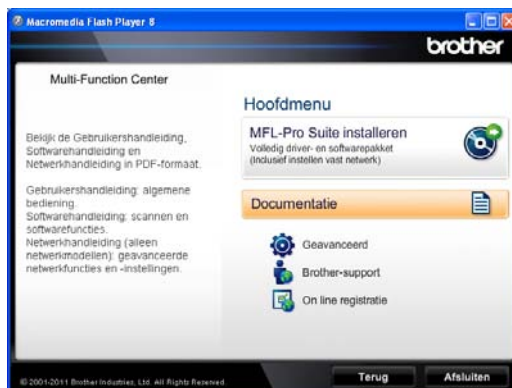 Macromedia Flash Player 8
brother
Multi-Function Center
Bekijk de Gebruikershandleiding,
Softwarehandleiding en
Netwerkhandleiding in PDF-formaat.
Gebruikershandleiding: algemene
bediening.
Softwarehandleiding: scannen en
softwarefuncties.
Netwerkhandleiding (alleen
netwerkmodellen): geavanceerde
netwerkfuncties en -instellingen.
Hoofdmenu
MFL-Pro Suite installeren
Volledig driver- en softwarepakket
(Inclusief instellen vast netwerk)
Documentatie
Geavanceerd
Brother-support
On line registratie
© 2001-2011 Brother Industries, Ltd. All Rights Reserved.
Terug
Afsluiten